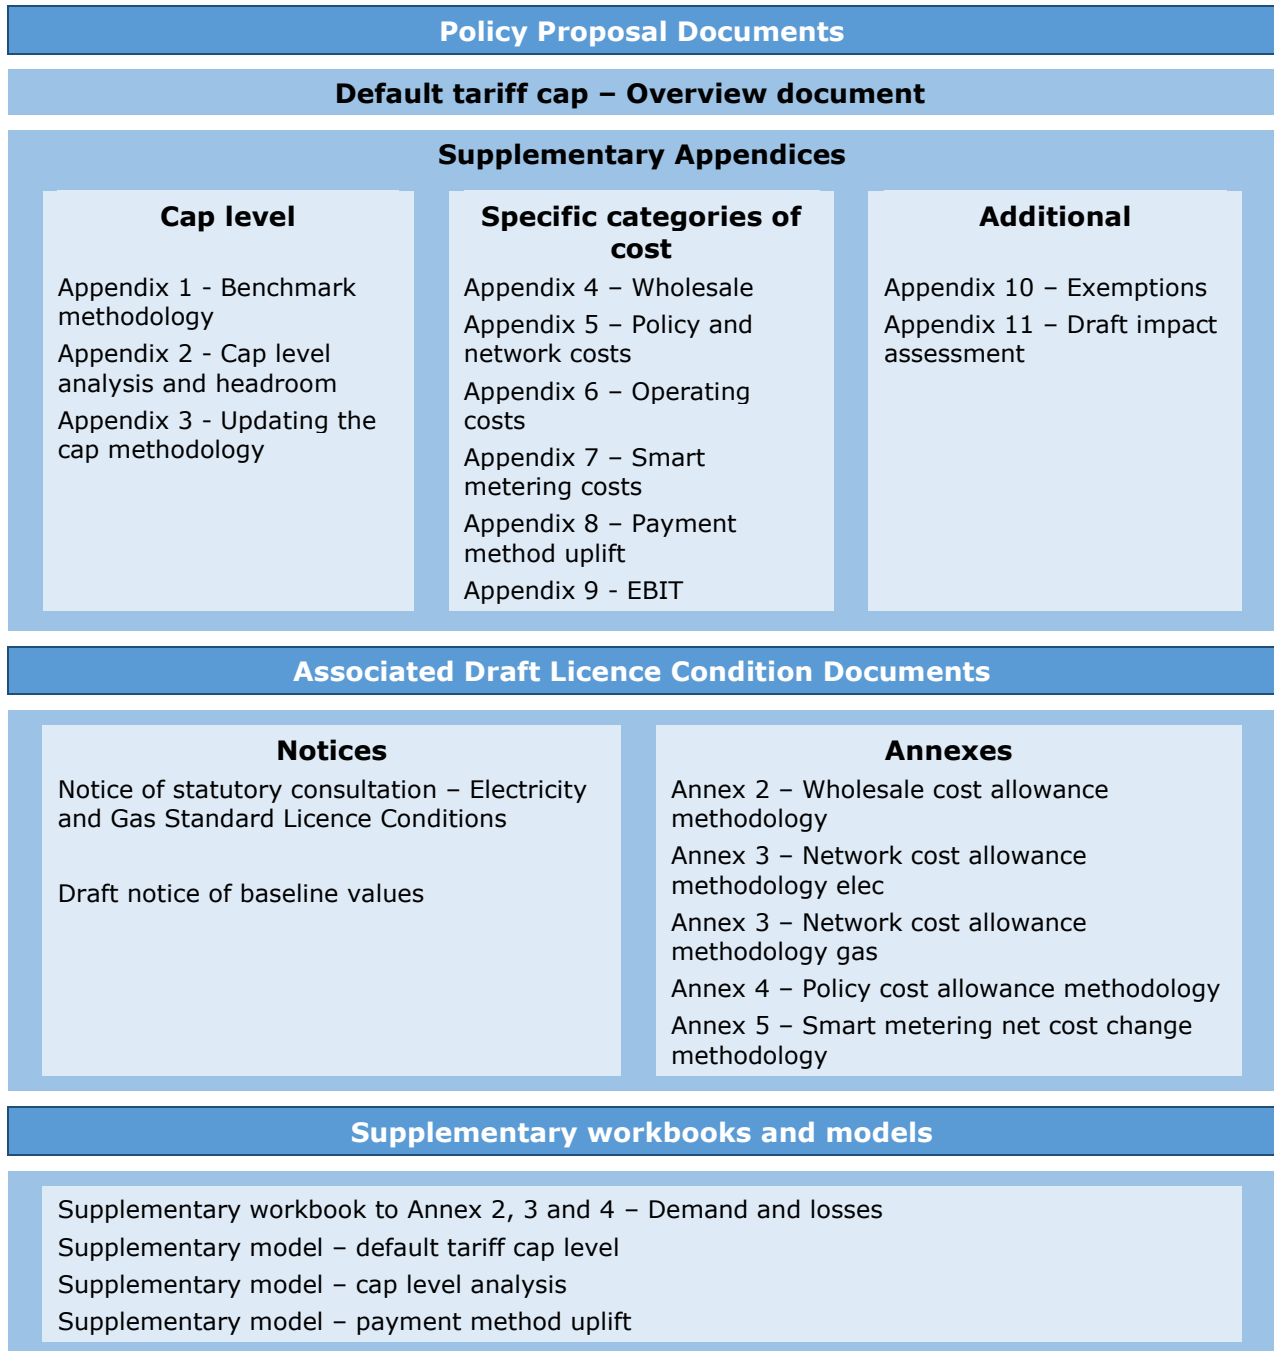 Policy Proposal Documents
Default tariff cap – Overview document
Supplementary Appendices
Cap level
Appendix 1 - Benchmark
methodology
Appendix 2 - Cap level
analysis and headroom
Appendix 3 - Updating the
cap methodology
Specific categories of
cost
Appendix 4 – Wholesale
Appendix 5 – Policy and
network costs
Appendix 6 – Operating
costs
Appendix 7 – Smart
metering costs
Appendix 8 – Payment
method uplift
Appendix 9 - EBIT
Additional
Appendix 10 – Exemptions
Appendix 11 – Draft impact
assessment
Associated Draft Licence Condition Documents
Notices
Notice of statutory consultation – Electricity
and Gas Standard Licence Conditions
Draft notice of baseline values
Annexes
Annex 2 – Wholesale cost allowance
methodology
Annex 3 – Network cost allowance
methodology elec
Annex 3 – Network cost allowance
methodology gas
Annex 4 – Policy cost allowance methodology
Annex 5 – Smart metering net cost change
methodology
Supplementary workbooks and models
Supplementary workbook to Annex 2, 3 and 4 – Demand and losses
Supplementary model – default tariff cap level
Supplementary model – cap level analysis
Supplementary model – payment method uplift